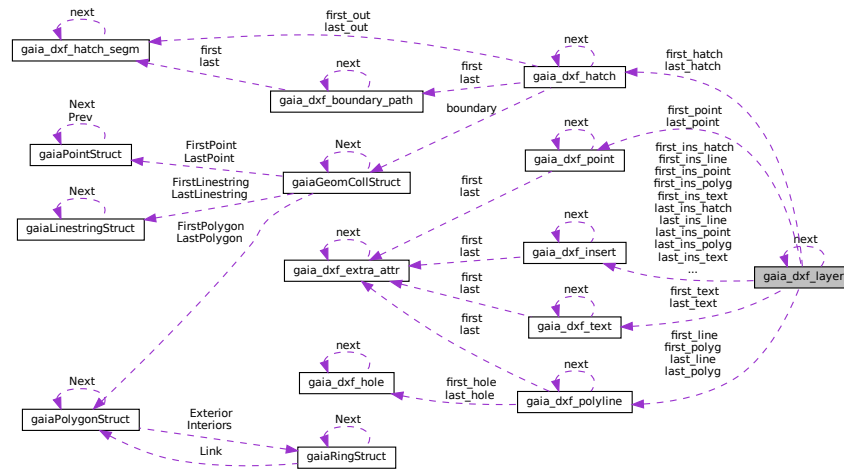 next
gaia_dxf_hatch_segm
first_out
last_out
next
gaia_dxf_hatch
first_hatch
last_hatch
first
last
next
gaia_dxf_boundary_path
first
last
boundary
Next
Prev
gaiaPointStruct
FirstPoint
LastPoint
Next
gaiaGeomCollStruct
next
gaia_dxf_point
first_point
last_point
FirstLinestring
LastLinestring
Next
gaiaLinestringStruct
FirstPolygon
LastPolygon
first
last
first_ins_hatch
first_ins_line
first_ins_point
first_ins_polyg
first_ins_text
last_ins_hatch
last_ins_line
last_ins_point
last_ins_polyg
last_ins_text
...
next
gaia_dxf_layer
next
gaia_dxf_extra_attr
first
last
next
gaia_dxf_insert
first
last
next
gaia_dxf_text
first_text
last_text
first
last
next
gaia_dxf_hole
first_hole
last_hole
next
gaia_dxf_polyline
first_line
first_polyg
last_line
last_polyg
Next
gaiaPolygonStruct
Exterior
Interiors
Link
Next
gaiaRingStruct